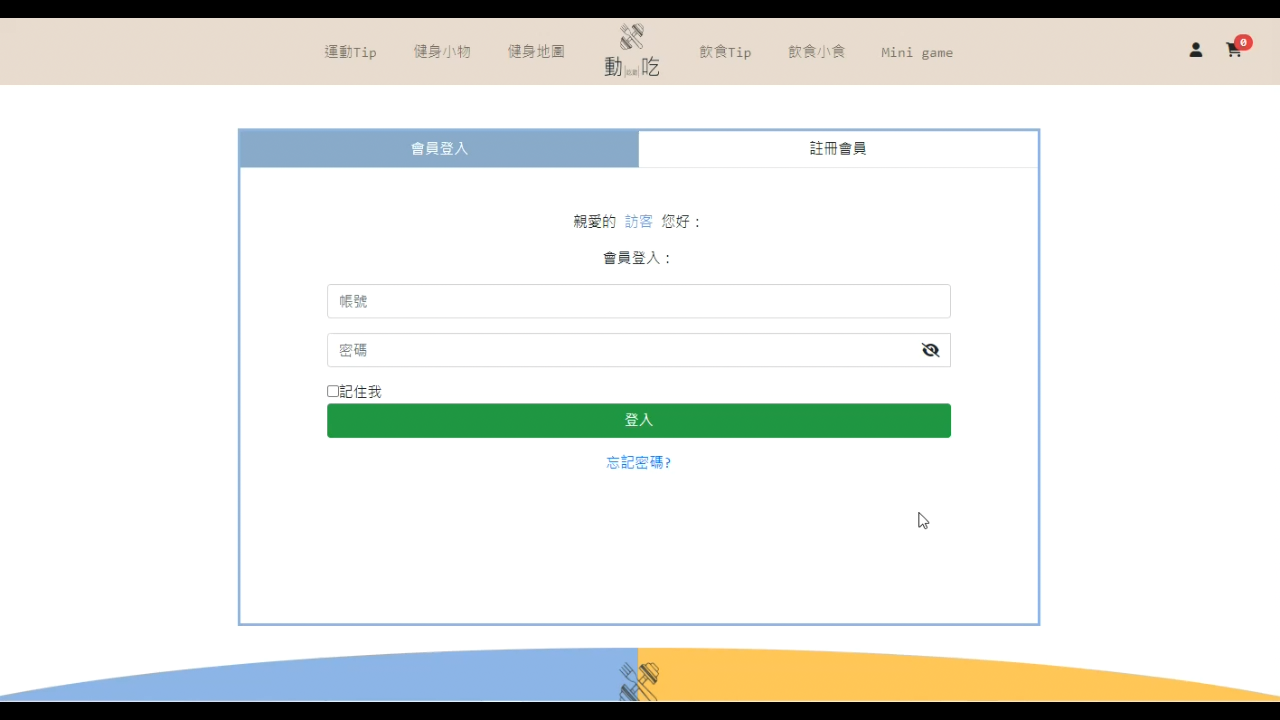 運動Tip 健身小物 健身地圖 動 吃 飲食Tip 飲食小食 Mini game 0
會員登入 註冊會員
親愛的 訪客 您好：
會員登入：
帳號
密碼
記住我
登入
忘記密碼?